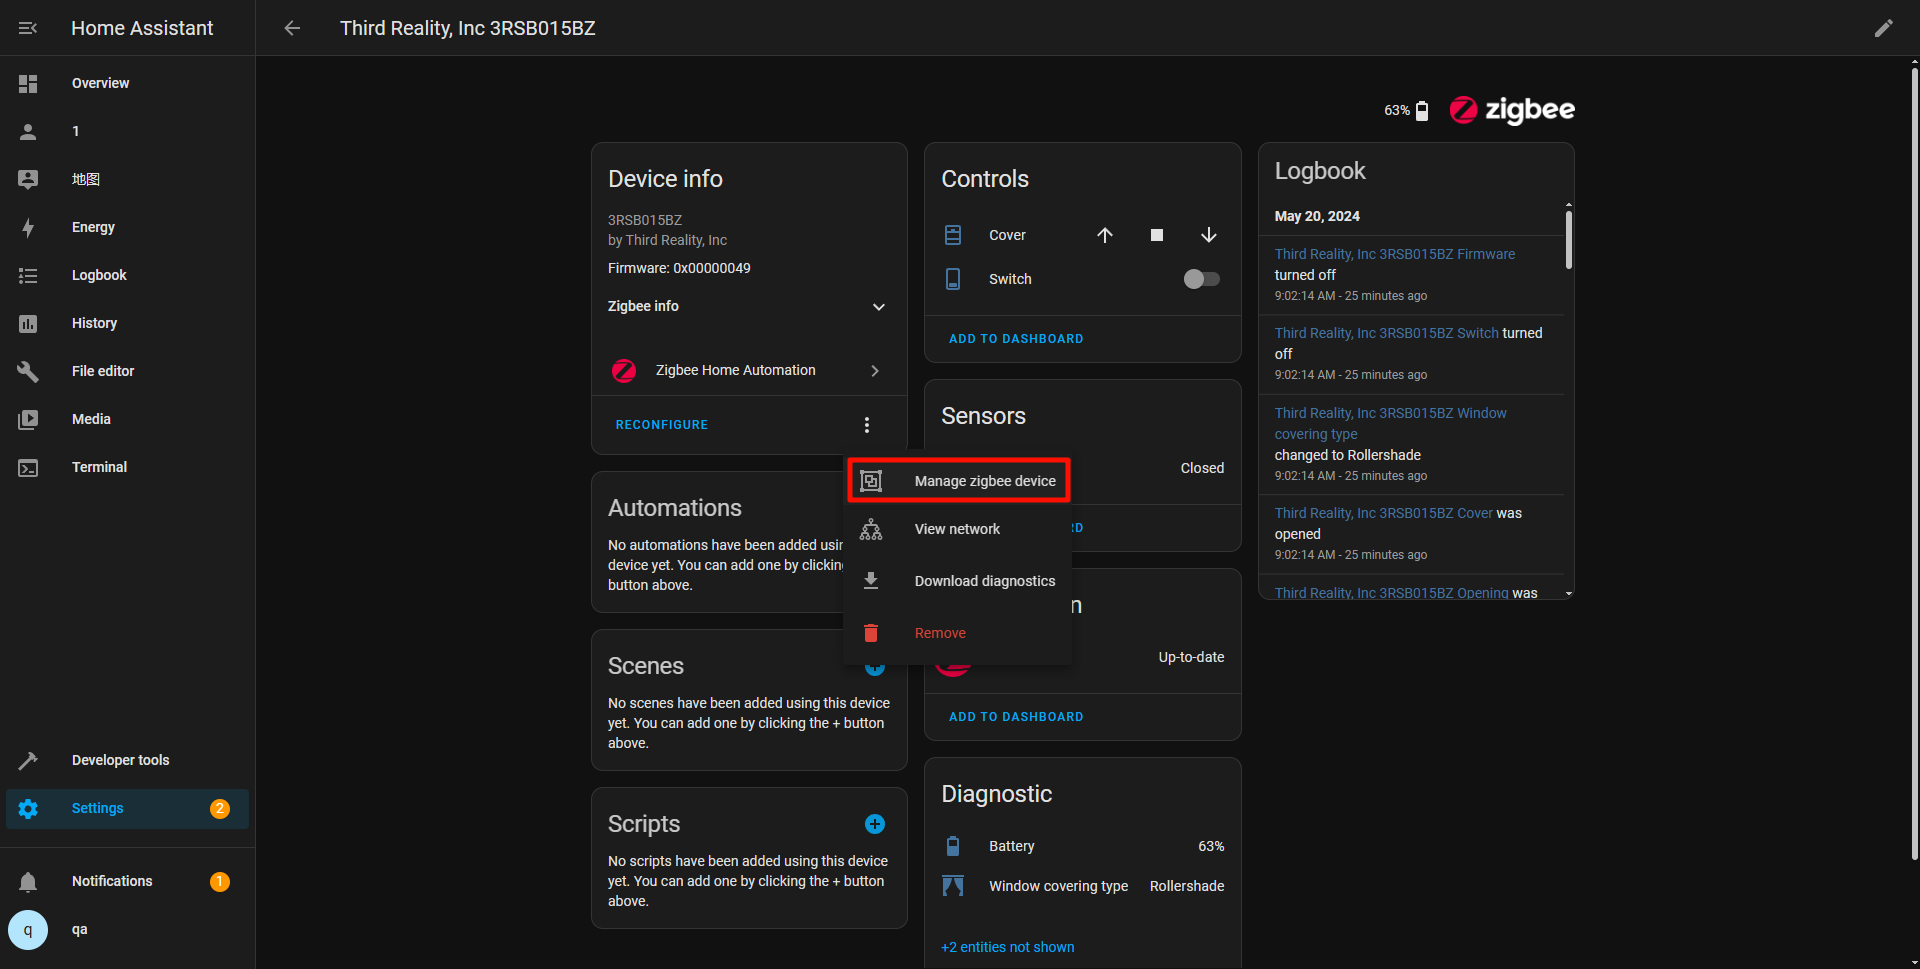 Home Assistant
Third Reality, Inc 3RSB015BZ
Overview
1
地图
Energy
Logbook
History
File editor
Media
Terminal
Developer tools
Settings
2
Notifications
1
q
qa
63%
zigbee
Device info
3RSB015BZ
by Third Reality, Inc
Firmware: 0x00000049
Zigbee info
Zigbee Home Automation
RECONFIGURE
Manage zigbee device
View network
Download diagnostics
Remove
Automations
No automations have been added usin
device yet. You can add one by clicking
button above.
Scenes
No scenes have been added using this device
yet. You can add one by clicking the + button
above.
Scripts
No scripts have been added using this device
yet. You can add one by clicking the + button
above.
Controls
Cover
Switch
ADD TO DASHBOARD
Sensors
Closed
RD
n
Up-to-date
ADD TO DASHBOARD
Diagnostic
Battery
63%
Window covering type
Rollershade
+2 entities not shown
Logbook
May 20, 2024
Third Reality, Inc 3RSB015BZ Firmware
turned off
9:02:14 AM - 25 minutes ago
Third Reality, Inc 3RSB015BZ Switch turned
off
9:02:14 AM - 25 minutes ago
Third Reality, Inc 3RSB015BZ Window
covering type
changed to Rollershade
9:02:14 AM - 25 minutes ago
Third Reality, Inc 3RSB015BZ Cover was
opened
9:02:14 AM - 25 minutes ago
Third Reality, Inc 3RSB015BZ Opening was